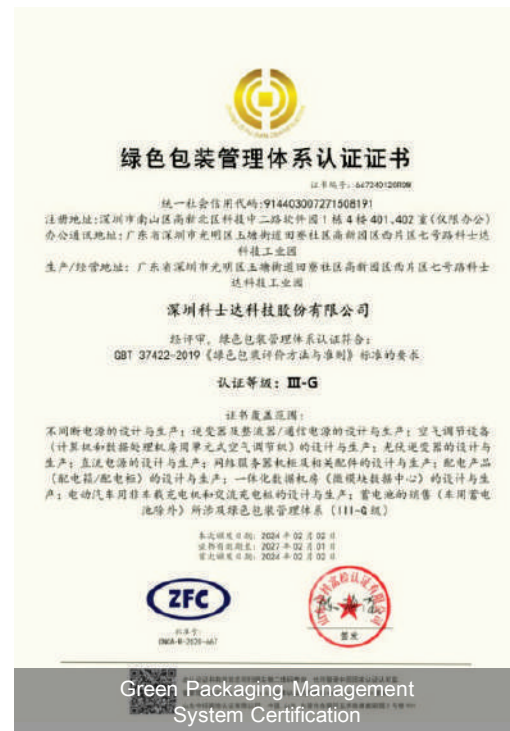 绿色包装管理体系认证证书
证书编号:
统一社会信用代码:914403007271508191
注册地址:深圳市南山区高新北区科技中二路软件园1栋4楼401,402室(仅限办公)
办公通讯地址:广东省深圳市光明区玉塘街道田寮社区高新园区西片区七号路科士达
科技工业园
生产/经营地址:广东省深圳市光明区玉塘街道田寮社区高新园区西片区七号路科士
达科技工业园
深圳科士达科技股份有限公司
经评审,绿色包装管理体系认证符合:
GBT 37422-2019《绿色包装评价方法与准则》标准的要求
认证等级:III-G
证书覆盖范围:
不间断电源的设计与生产;逆变器及整流器/通信电源的设计与生产;空气调节设备
(计算机和数据处理机房用单元式空气调节机)的设计与生产;光伏逆变器的设计与
生产;直流电源的设计与生产;网络服务器机柜及相关配件的设计与生产;配电产品
(配电箱/配电柜)的设计与生产;一体化数据机房(微模块数据中心)的设计与生
产;电动汽车用非车载充电机和交流充电桩的设计与生产;蓄电池的销售(车用蓄电
池除外)所涉及绿色包装管理体系(III-G级)
本次颁发日期:2024年02月02日
证书有效期至:2027年02月01日
首次颁发日期:2024年02月02日
ZFC
批准号:
CNCA-R-2020-667
签发
Green Packaging Management
System Certification